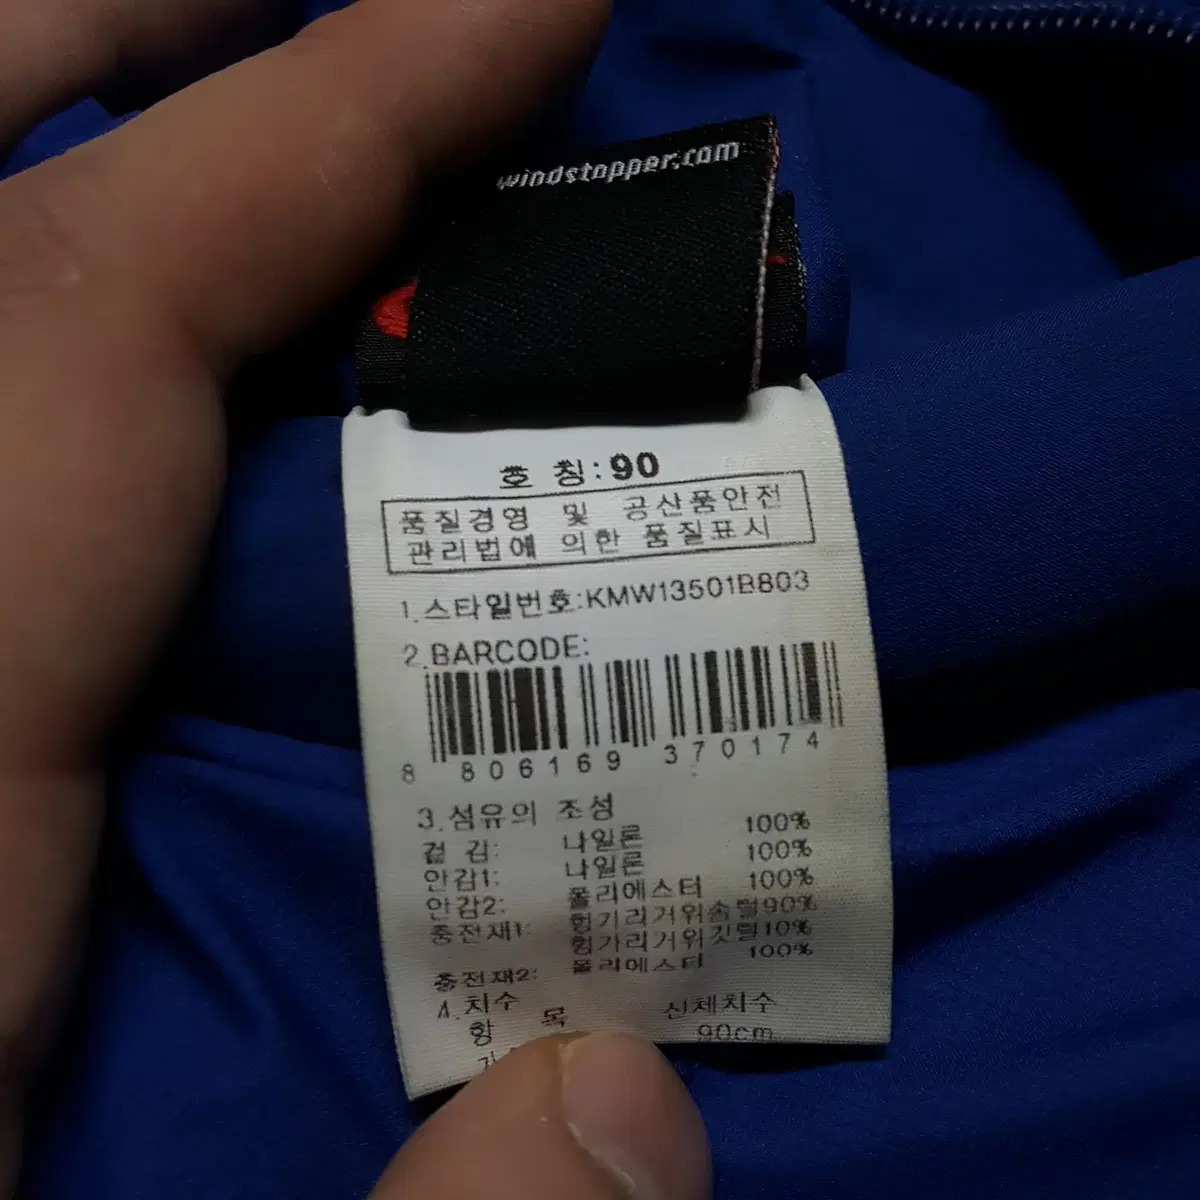 windstopper.com
호 칭:90
품질경영 및 공산품안전
관리법에 의한 품질표시
1.스타일번호:KMW13501B803
2.BARCODE:
8 806169 370174
3.섬유의 조성
겉 감: 나일론 100%
안감1: 나일론 100%
안감2: 폴리에스터 100%
충전재1: 헝가리거위솜털90%
헝가리거위깃털10%
충전재2: 폴리에스터 100%
4.치수
항 목 신체치수
90cm